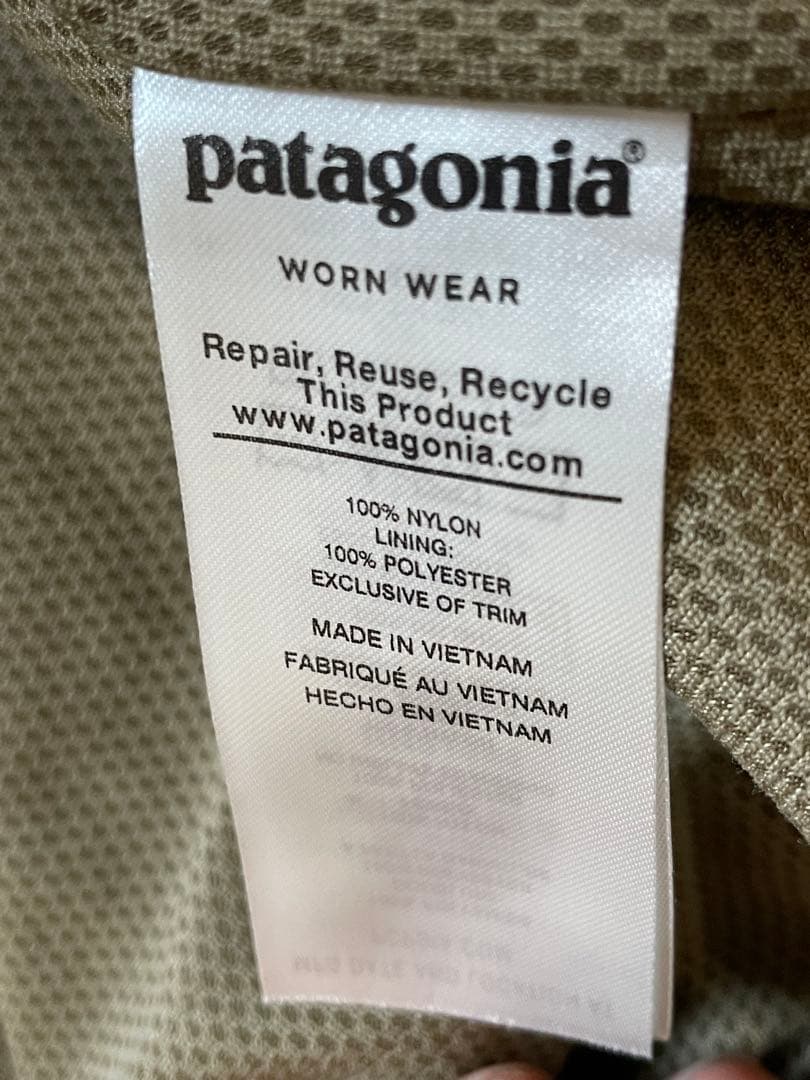 patagonia®
WORN WEAR
Repair, Reuse, Recycle
This Product
www.patagonia.com
100% NYLON
LINING:
100% POLYESTER
EXCLUSIVE OF TRIM
MADE IN VIETNAM
FABRIQUÉ AU VIETNAM
HECHO EN VIETNAM